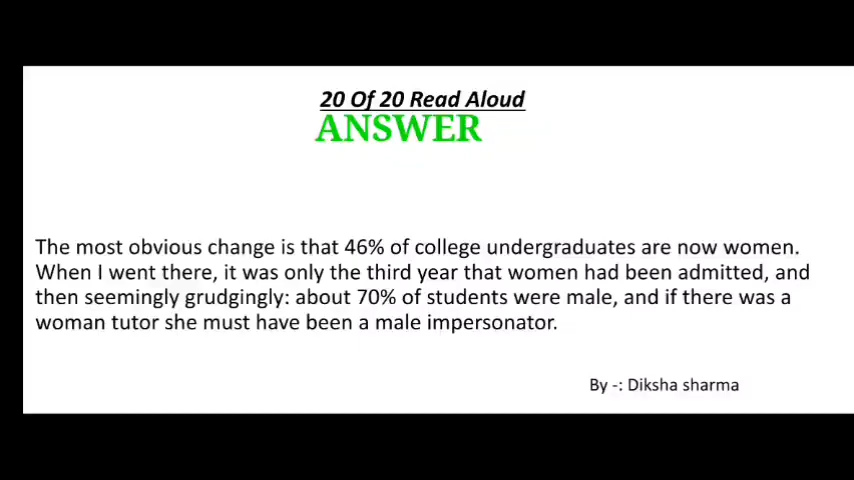 20 Of 20 Read Aloud
ANSWER
The most obvious change is that 46% of college undergraduates are now women.
When I went there, it was only the third year that women had been admitted, and
then seemingly grudgingly: about 70% of students were male, and if there was a
woman tutor she must have been a male impersonator.
By -: Diksha sharma